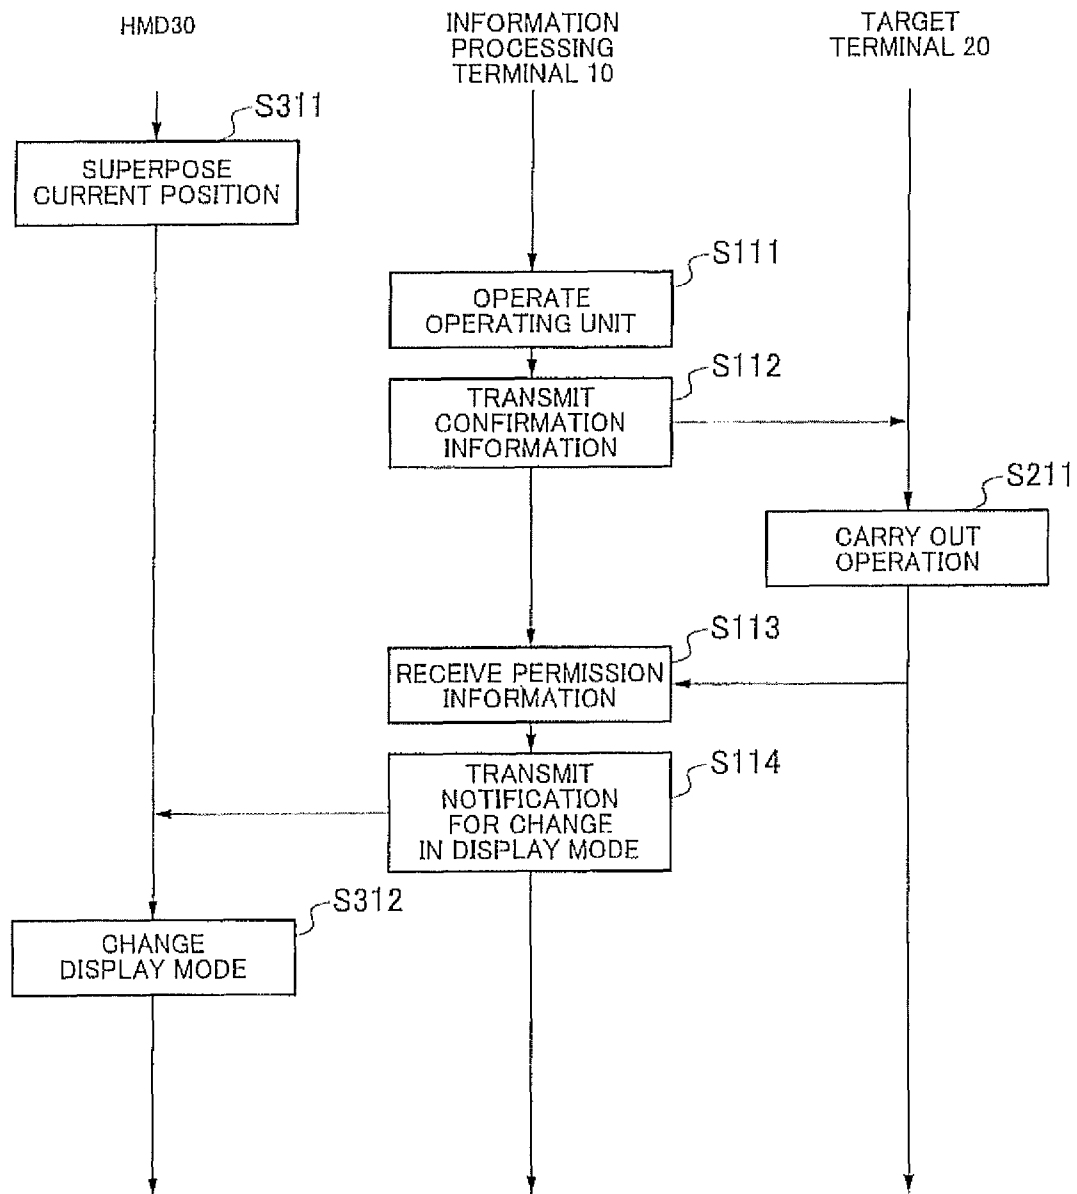 HMD30
INFORMATION
PROCESSING
TERMINAL 10
TARGET
TERMINAL 20
S311
SUPERPOSE
CURRENT POSITION
S111
OPERATE
OPERATING UNIT
S112
TRANSMIT
CONFIRMATION
INFORMATION
S211
CARRY OUT
OPERATION
S113
RECEIVE PERMISSION
INFORMATION
S114
TRANSMIT
NOTIFICATION
FOR CHANGE
IN DISPLAY MODE
S312
CHANGE
DISPLAY MODE